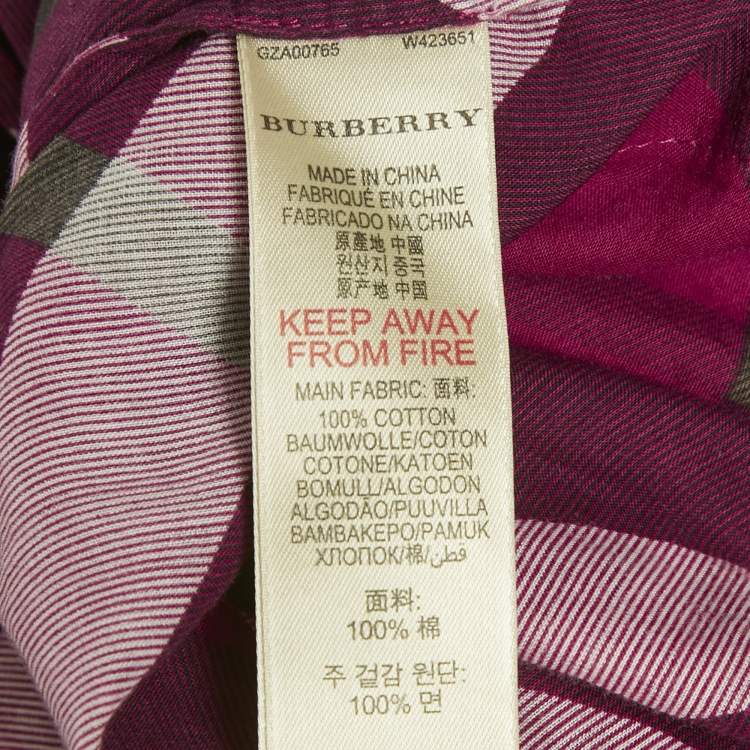 GZA00765 W423651
BURBERRY
MADE IN CHINA
FABRIQUÉ EN CHINE
FABRICADO NA CHINA
原產地 中國
원산지 중국
原产地 中国
KEEP AWAY
FROM FIRE
MAIN FABRIC: 面料:
100% COTTON
BAUMWOLLE/COTON
COTONE/KATOEN
BOMULL/ALGODON
ALGODÃO/PUUVILLA
BAMBAKEPO/PAMUK
ХЛОПОК/棉/قطن/
面料:
100% 棉
주 겉감 원단:
100% 면